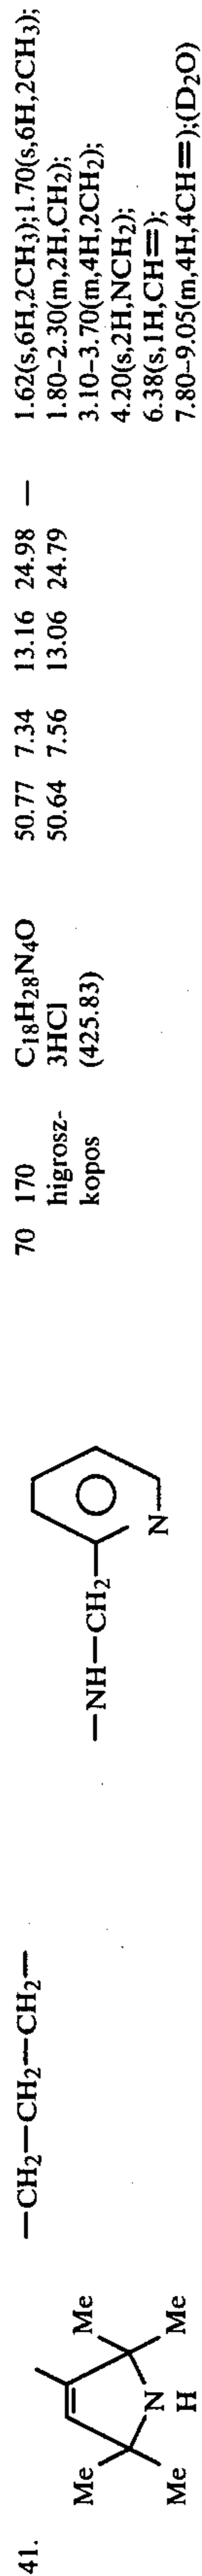 41.
Me Me
Me N Me
H
—CH₂—CH₂—CH₂—
—NH—CH₂—
N
70 170
higrosz-
kopos
C₁₈H₂₈N₄O
3HCl
(425.83)
50.77 7.34 13.16 24.98 —
50.64 7.56 13.06 24.79
1.62(s,6H,2CH₃);1.70(s,6H,2CH₃);
1.80–2.30(m,2H,CH₂);
3.10–3.70(m,4H,2CH₂);
4.20(s,2H,NCH₂);
6.38(s,1H,CH=);
7.80–9.05(m,4H,4CH=);(D₂O)